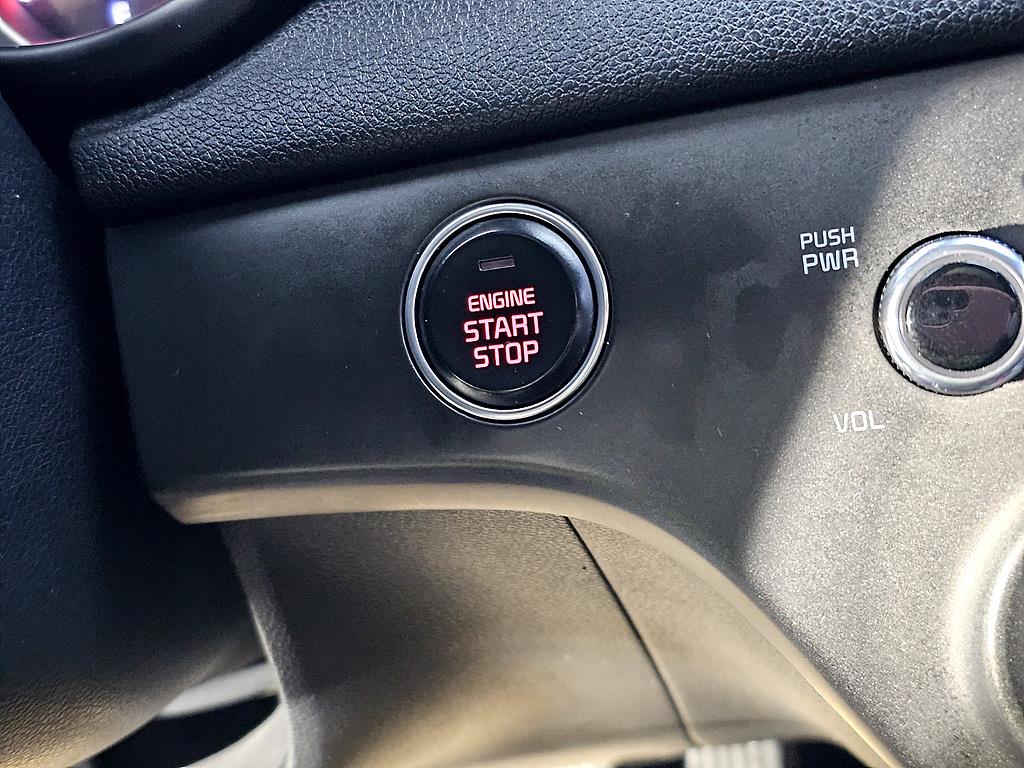 ENGINE
START
STOP
PUSH
PWR
VOL